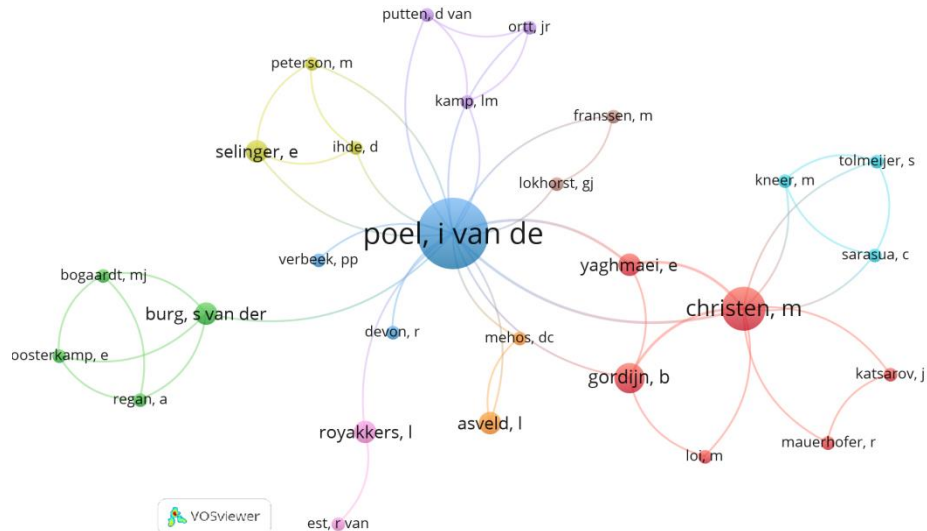 putten, d van
ortt, jr
peterson, m
kamp, lm
franssen, m
selinger, e
ihde, d
tolmeijer, s
kneer, m
lokhorst, gj
poel, i van de
verbeek, pp
yaghmaei, e
sarasua, c
bogaardt, mj
burg, s van der
christen, m
devon, r
mehos, dc
oosterkamp, e
gordijn, b
katsarov, j
regan, a
royakkers, l
asveld, l
mauerhofer, r
loi, m
VOSviewer
est, r van